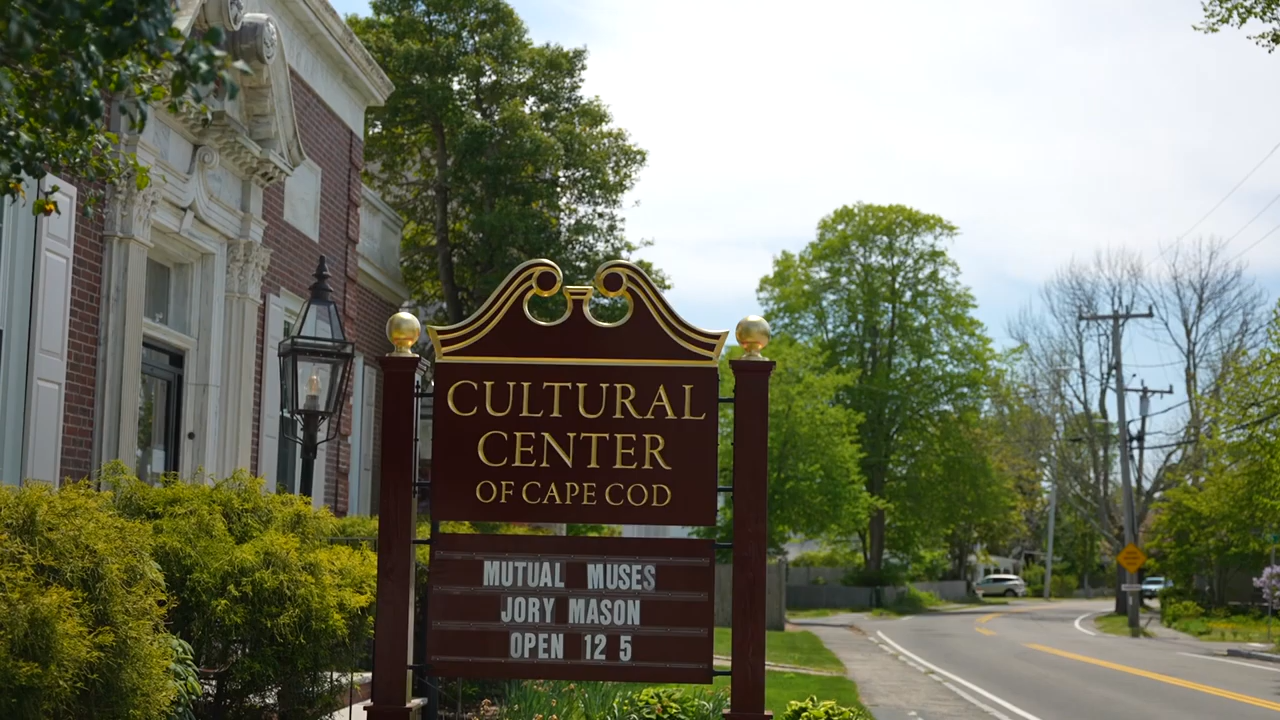 CULTURAL
CENTER
OF CAPE COD
MUTUAL MUSES
JORY MASON
OPEN 12 5